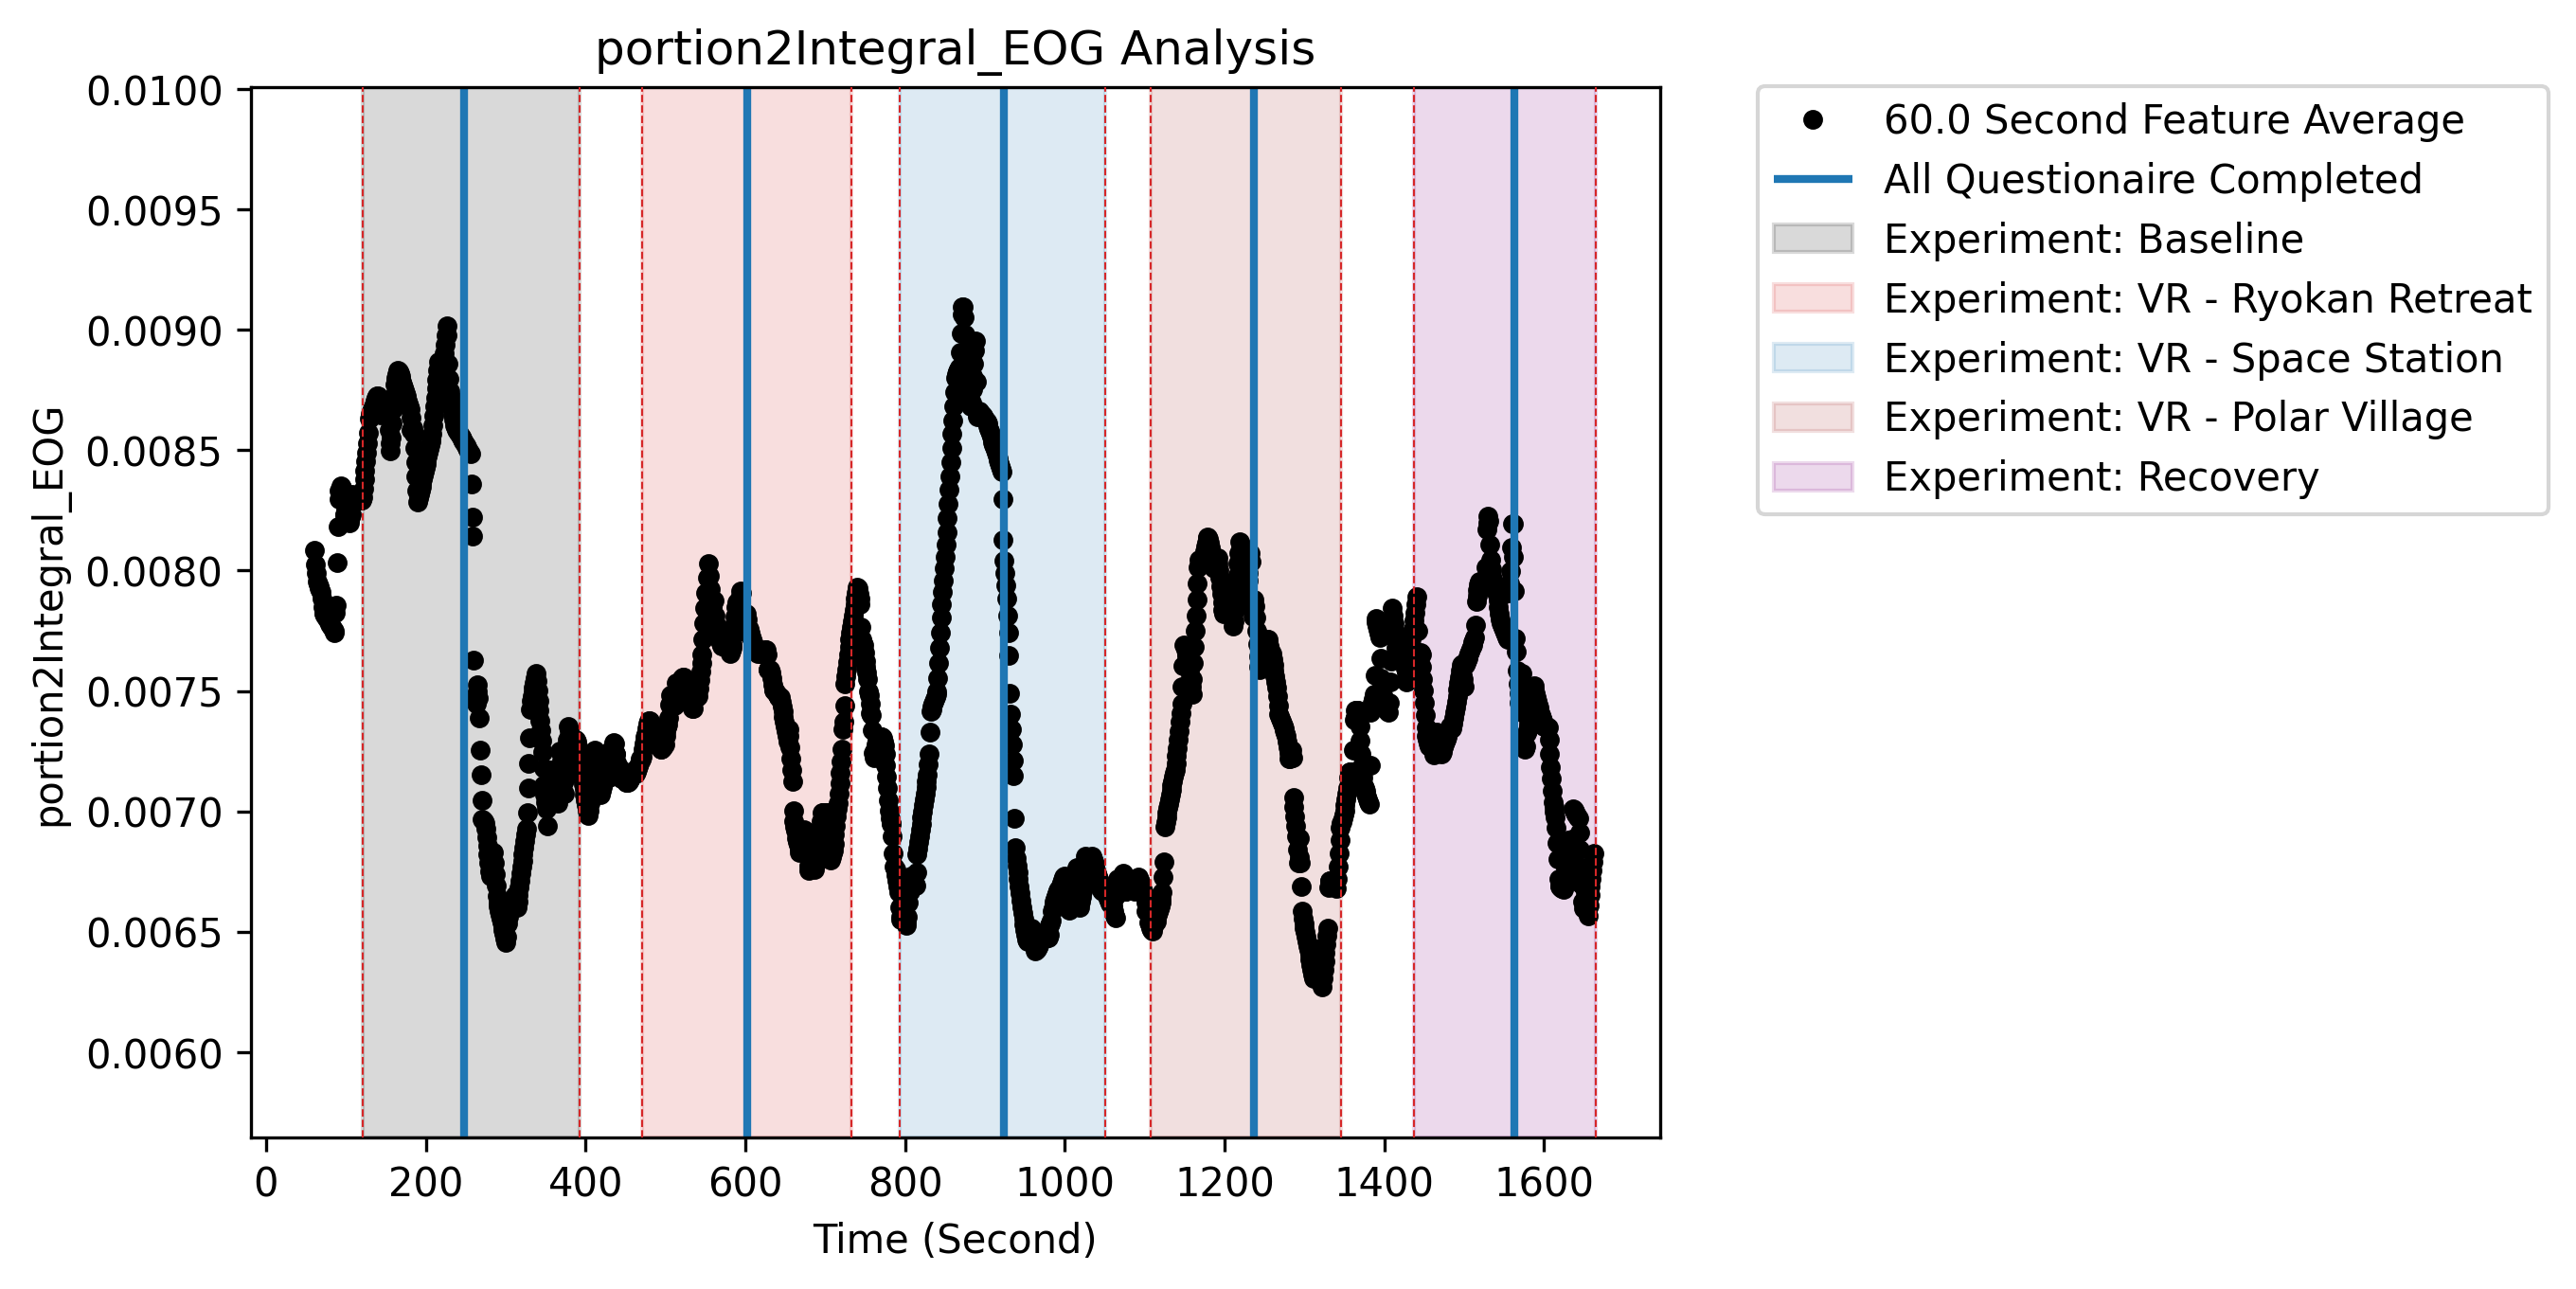 portion2Integral_EOG Analysis
portion2Integral_EOG
0.0100
0.0095
0.0090
0.0085
0.0080
0.0075
0.0070
0.0065
0.0060
0
200
400
600
800
1000
1200
1400
1600
Time (Second)
60.0 Second Feature Average
All Questionaire Completed
Experiment: Baseline
Experiment: VR - Ryokan Retreat
Experiment: VR - Space Station
Experiment: VR - Polar Village
Experiment: Recovery